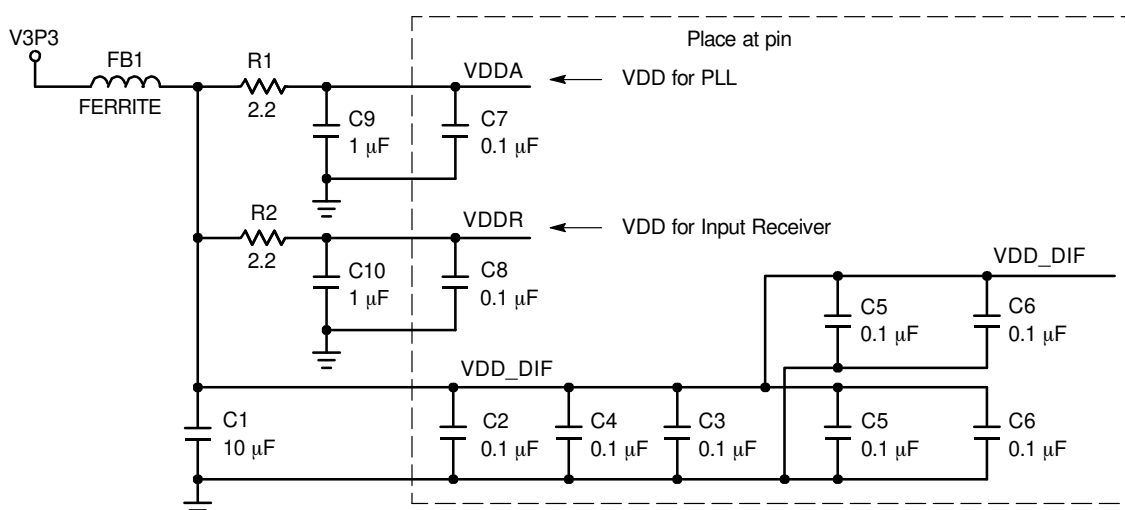 Place at pin
V3P3
FB1
FERRITE
R1
2.2
VDDA
VDD for PLL
C9
1 μF
C7
0.1 μF
R2
2.2
VDDR
VDD for Input Receiver
C10
1 μF
C8
0.1 μF
VDD_DIF
C5
0.1 μF
C6
0.1 μF
VDD_DIF
C1
10 μF
C2
0.1 μF
C4
0.1 μF
C3
0.1 μF
C5
0.1 μF
C6
0.1 μF